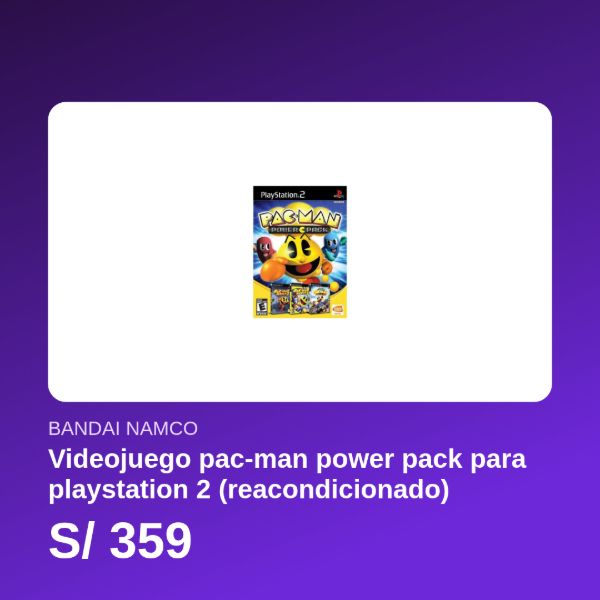 PlayStation 2
PAC-MAN
POWER PACK
E
BANDAI NAMCO
Videojuego pac-man power pack para
playstation 2 (reacondicionado)
S/ 359